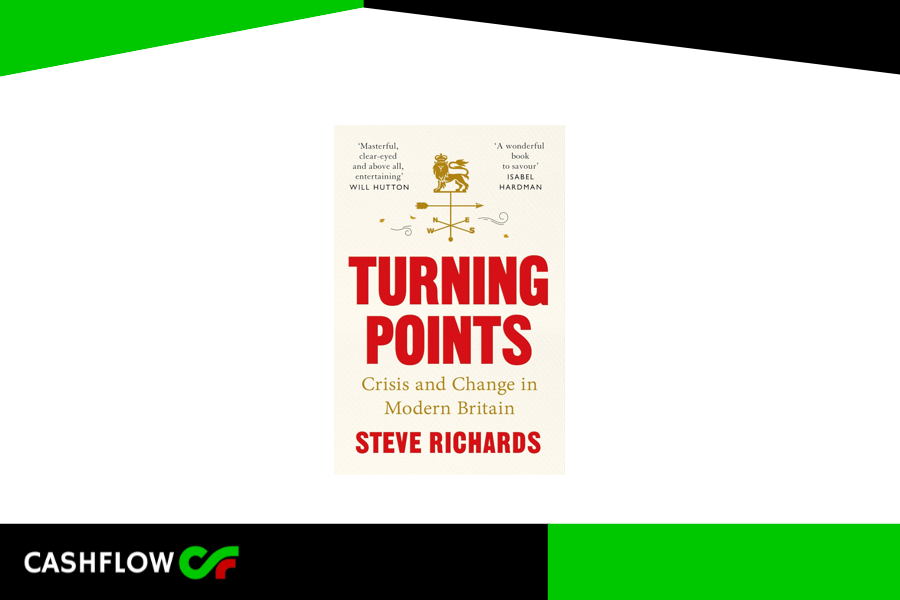 ‘Masterful,
clear-eyed
and above all,
entertaining’
WILL HUTTON
‘A wonderful
book
to savour’
ISABEL
HARDMAN
N E
W S
TURNING
POINTS
Crisis and Change in
Modern Britain
STEVE RICHARDS
CASHFLOW